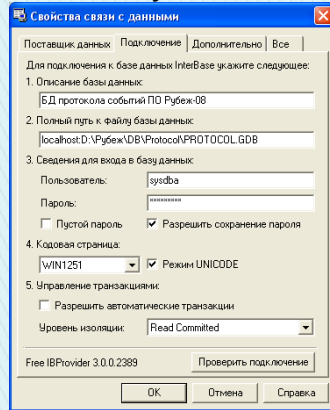 Свойства связи с данными
Поставщик данных Подключение Дополнительно Все
Для подключения к базе данных InterBase укажите следующее:
1. Описание базы данных:
БД протокола событий ПО Рубеж-08
2. Полный путь к файлу базы данных:
localhost:D:\Рубеж\DB\Protocol\PROTOCOL.GDB
3. Сведения для входа в базу данных:
Пользователь: sysdba
Пароль: *********
Пустой пароль Разрешить сохранение пароля
4. Кодовая страница:
WIN1251 Режим UNICODE
5. Управление транзакциями:
Разрешить автоматические транзакции
Уровень изоляции: Read Committed
Free IBProvider 3.0.0.2389 Проверить подключение
OK Отмена Справка